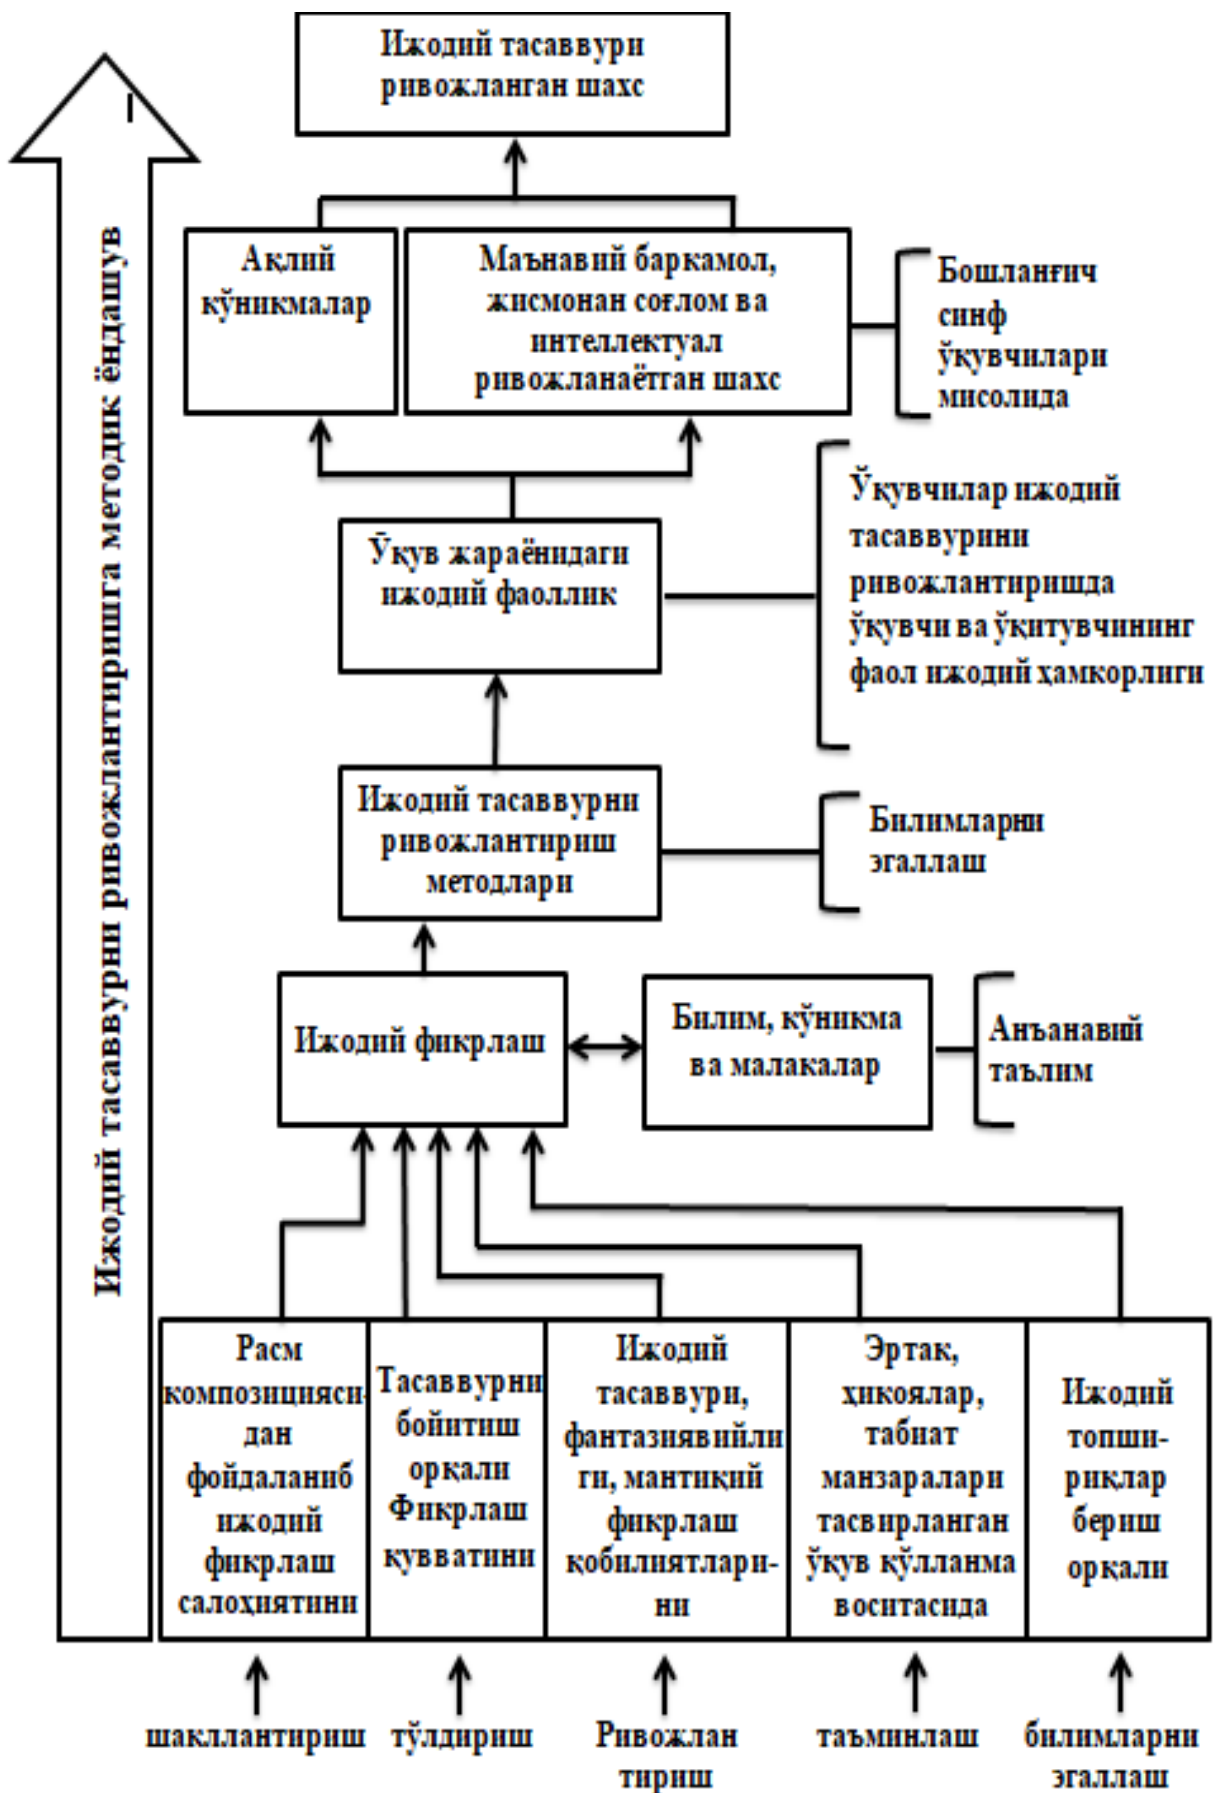 Ижодий тасаввури
ривожланган шахс
Ижодий тасаввурни ривожлантиришга методик ёндашув
Ақлий
кўникмалар
Маънавий баркамол,
жисмонан соғлом ва
интеллектуал
ривожланаётган шахс
Бошланғич
синф
ўқувчилари
мисолида
Ўқув жараёнидаги
ижодий фаоллик
Ўқувчилар ижодий
тасаввурини
ривожлантиришда
ўқувчи ва ўқитувчининг
фаол ижодий ҳамкорлиги
Ижодий тасаввурни
ривожлантириш
методлари
Билимларни
эгаллаш
Ижодий фикрлаш
Билим, кўникма
ва малакалар
Анъанавий
таълим
Расм
композицияси-
дан
фойдаланиб
ижодий
фикрлаш
салоҳиятини
Тасаввурни
бойитиш
орқали
Фикрлаш
қувватини
Ижодий
тасаввури,
фантазиявийли
ги, мантиқий
фикрлаш
қобилиятлари-
ни
Эртак,
ҳикоялар,
табиат
манзаралари
тасвирланган
ўқув қўлланма
воситасида
Ижодий
топши-
риқлар
бериш
орқали
шакллантириш
тўлдириш
Ривожлан
тириш
таъминлаш
билимларни
эгаллаш